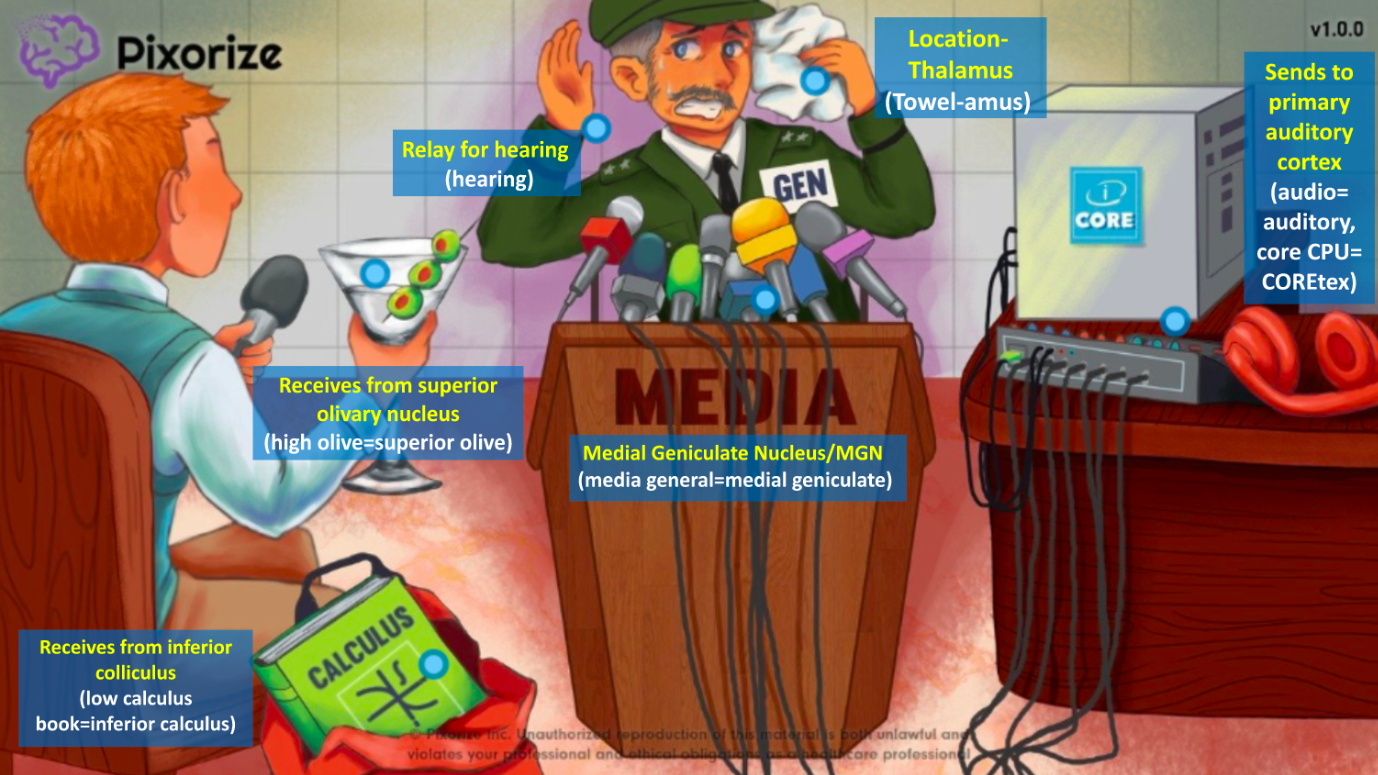 Pixorize
v1.0.0
Location-
Thalamus
(Towel-amus)
Sends to
primary
auditory
cortex
(audio=
auditory,
core CPU=
COREtex)
Relay for hearing
(hearing)
GEN
i
CORE
Receives from superior
olivary nucleus
(high olive=superior olive)
MEDIA
Medial Geniculate Nucleus/MGN
(media general=medial geniculate)
CALCULUS
Receives from inferior
colliculus
(low calculus
book=inferior calculus)
© Pixorize Inc. Unauthorized reproduction of this material is both unlawful and
violates your professional and ethical obligations as a healthcare professional